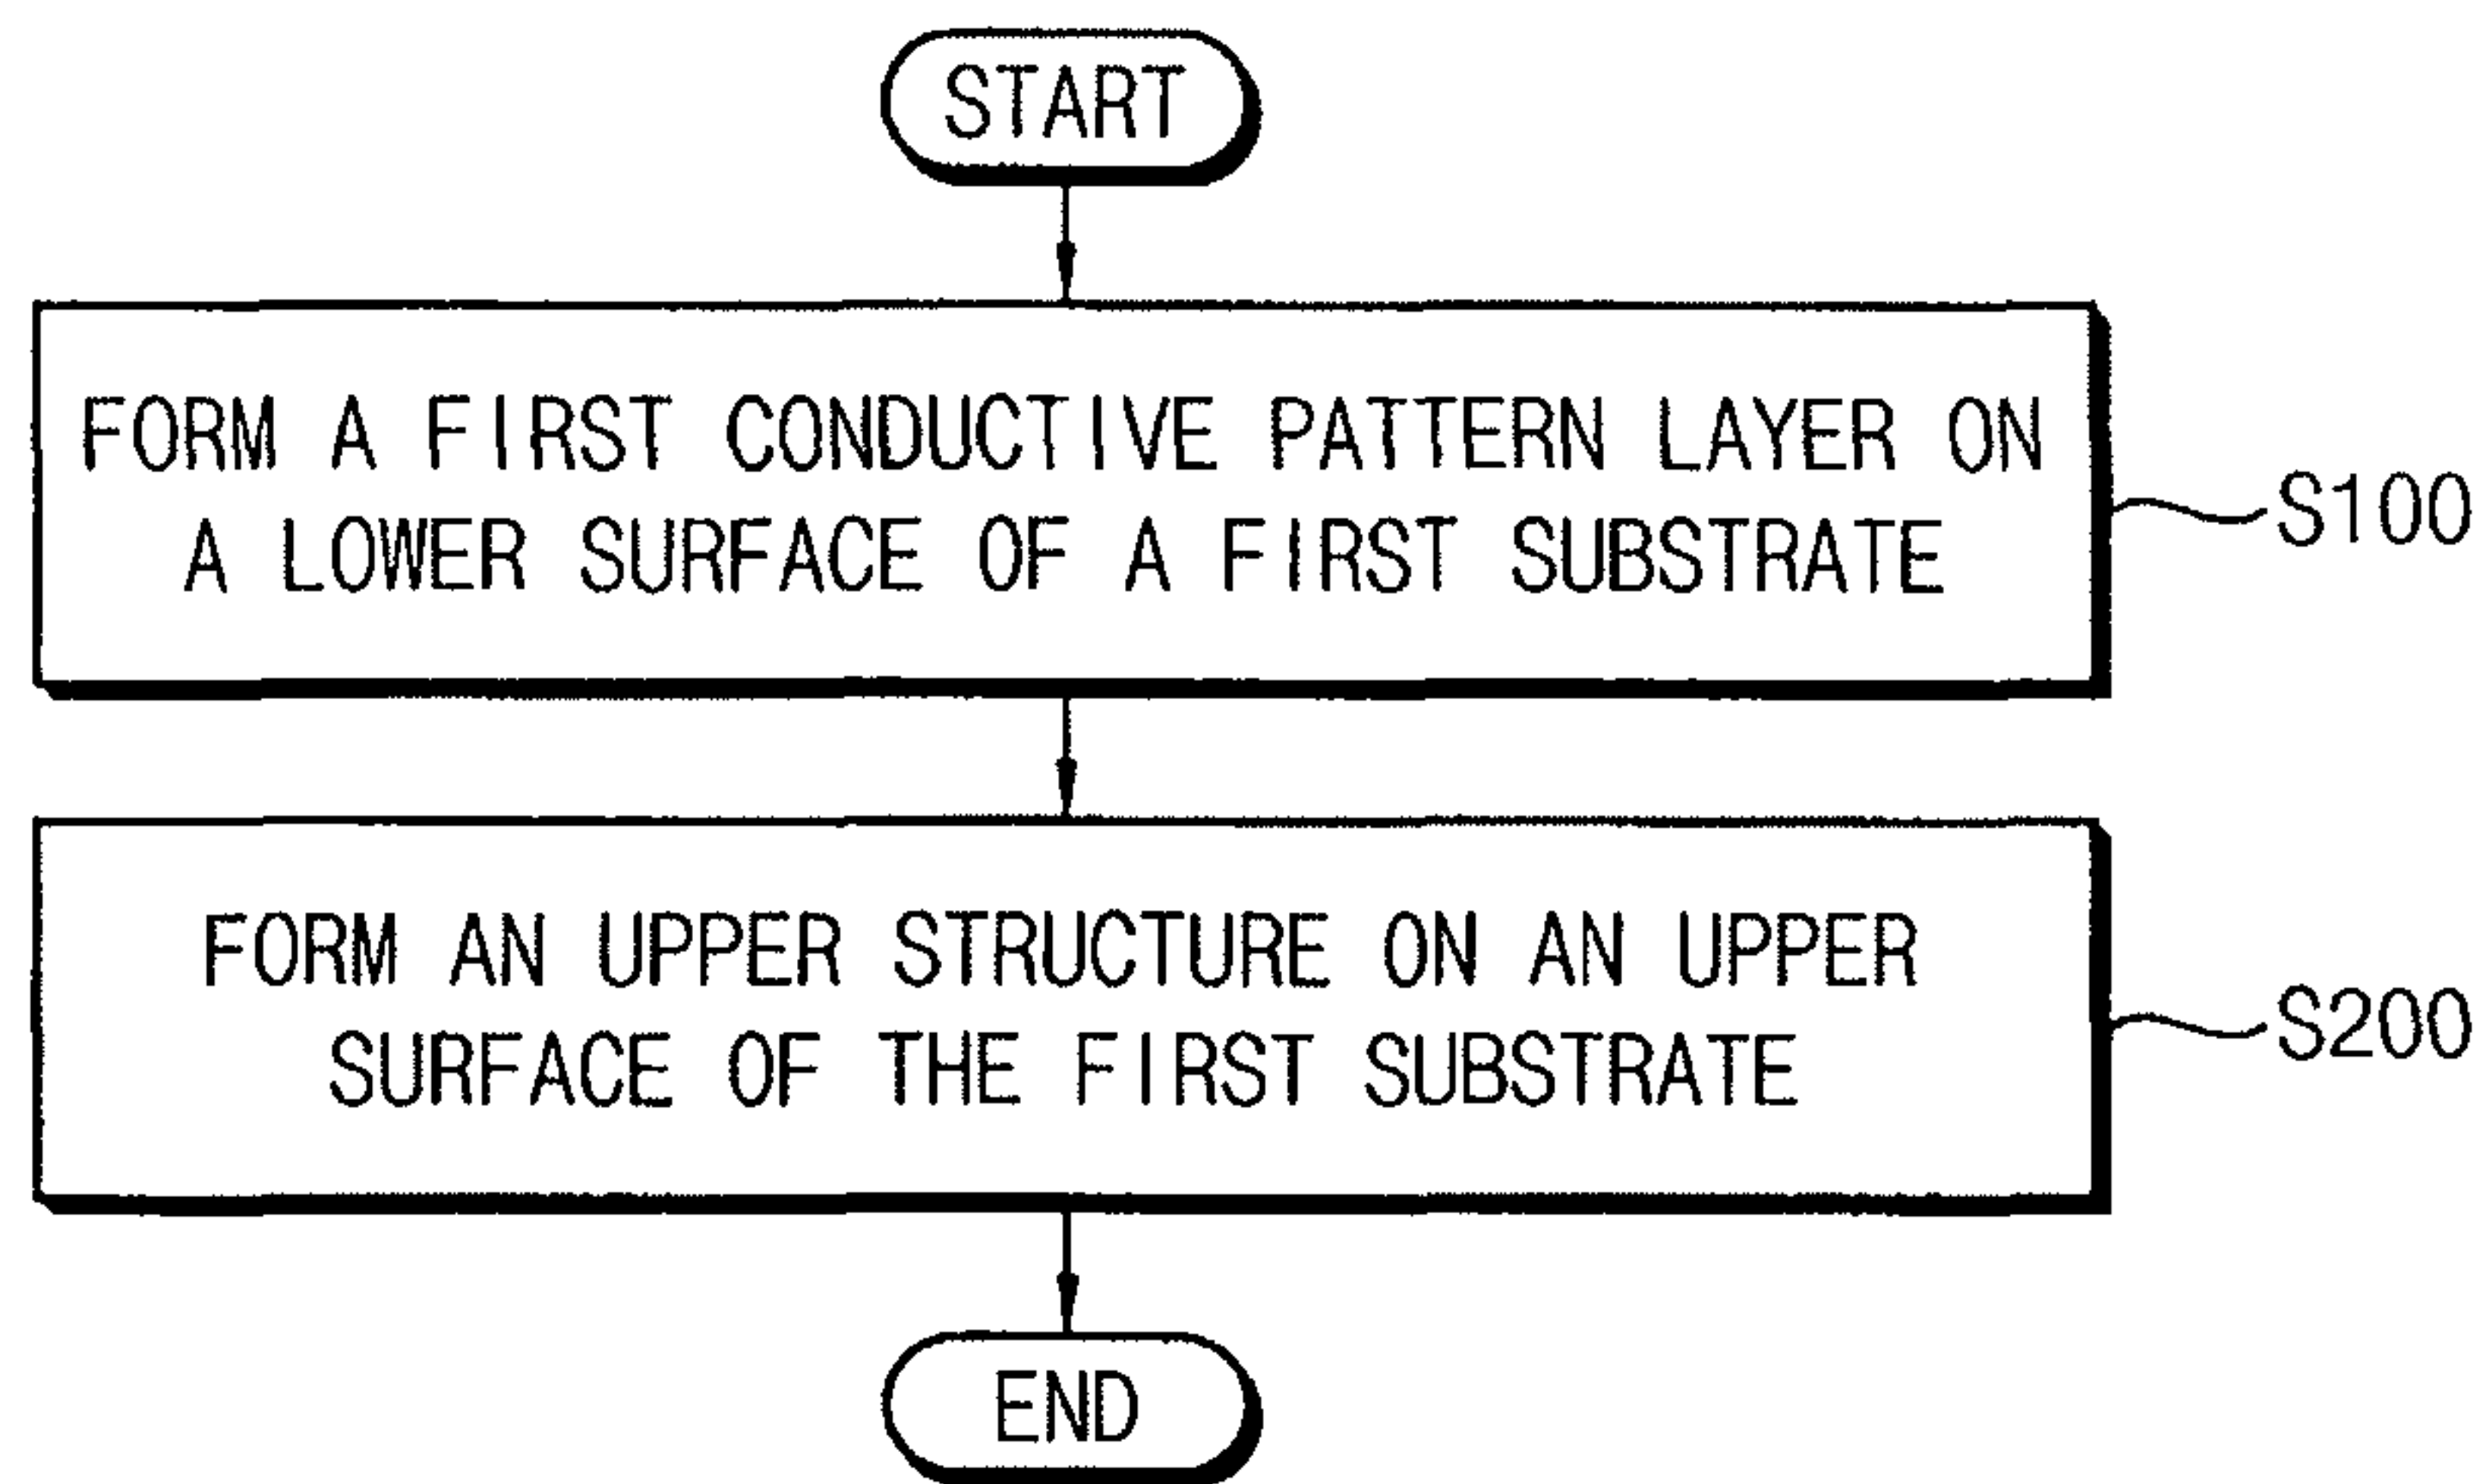 START
FORM A FIRST CONDUCTIVE PATTERN LAYER ON
A LOWER SURFACE OF A FIRST SUBSTRATE
S100
FORM AN UPPER STRUCTURE ON AN UPPER
SURFACE OF THE FIRST SUBSTRATE
S200
END